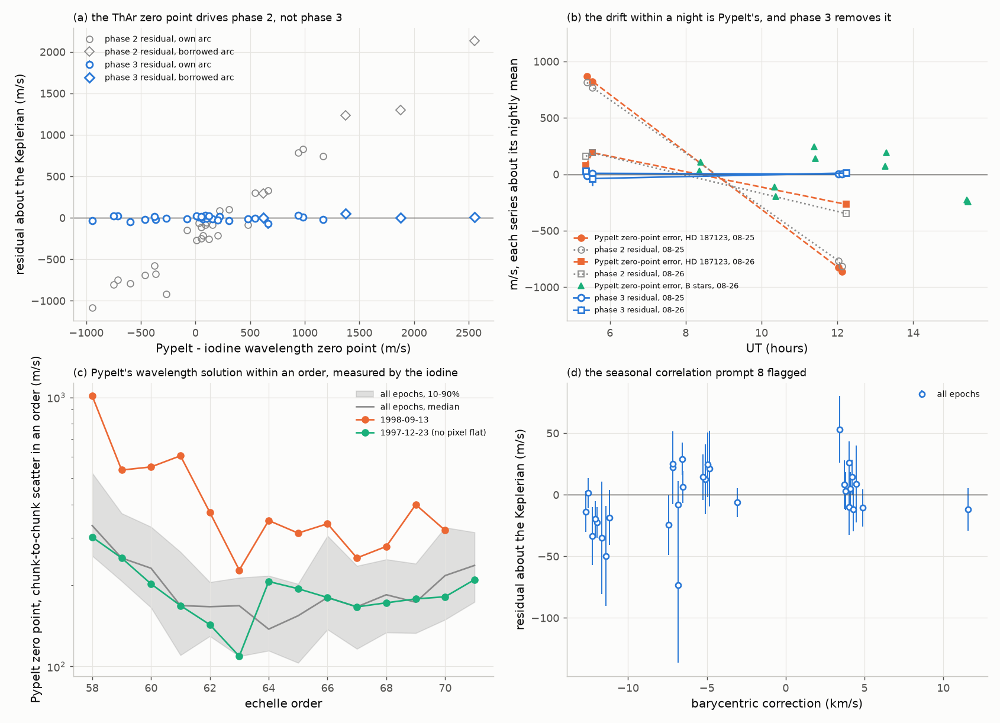 (a) the ThAr zero point drives phase 2, not phase 3
phase 2 residual, own arc
phase 2 residual, borrowed arc
phase 3 residual, own arc
phase 3 residual, borrowed arc
2000
1500
1000
500
0
−500
−1000
residual about the Keplerian (m/s)
−1000 −500 0 500 1000 1500 2000 2500
PypeIt - iodine wavelength zero point (m/s)
(b) the drift within a night is PypeIt's, and phase 3 removes it
1000
500
0
−500
−1000
m/s, each series about its nightly mean
PypeIt zero-point error, HD 187123, 08-25
phase 2 residual, 08-25
PypeIt zero-point error, HD 187123, 08-26
phase 2 residual, 08-26
PypeIt zero-point error, B stars, 08-26
phase 3 residual, 08-25
phase 3 residual, 08-26
6 8 10 12 14
UT (hours)
(c) PypeIt's wavelength solution within an order, measured by the iodine
all epochs, 10-90%
all epochs, median
1998-09-13
1997-12-23 (no pixel flat)
10³
10²
PypeIt zero point, chunk-to-chunk scatter in an order (m/s)
58 60 62 64 66 68 70
echelle order
(d) the seasonal correlation prompt 8 flagged
all epochs
50
0
−50
−100
residual about the Keplerian (m/s)
−10 −5 0 5 10
barycentric correction (km/s)